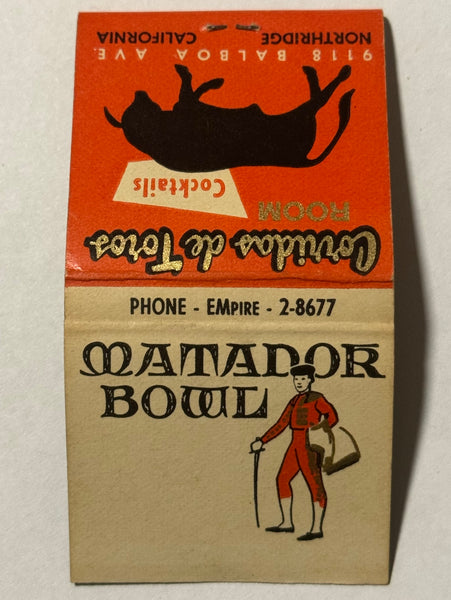 Corridas de Toros
ROOM
Cocktails
9118 BALBOA AVE.
NORTHRIDGE
CALIFORNIA
PHONE - EMPIRE - 2-8677
MATADOR
BOWL
E